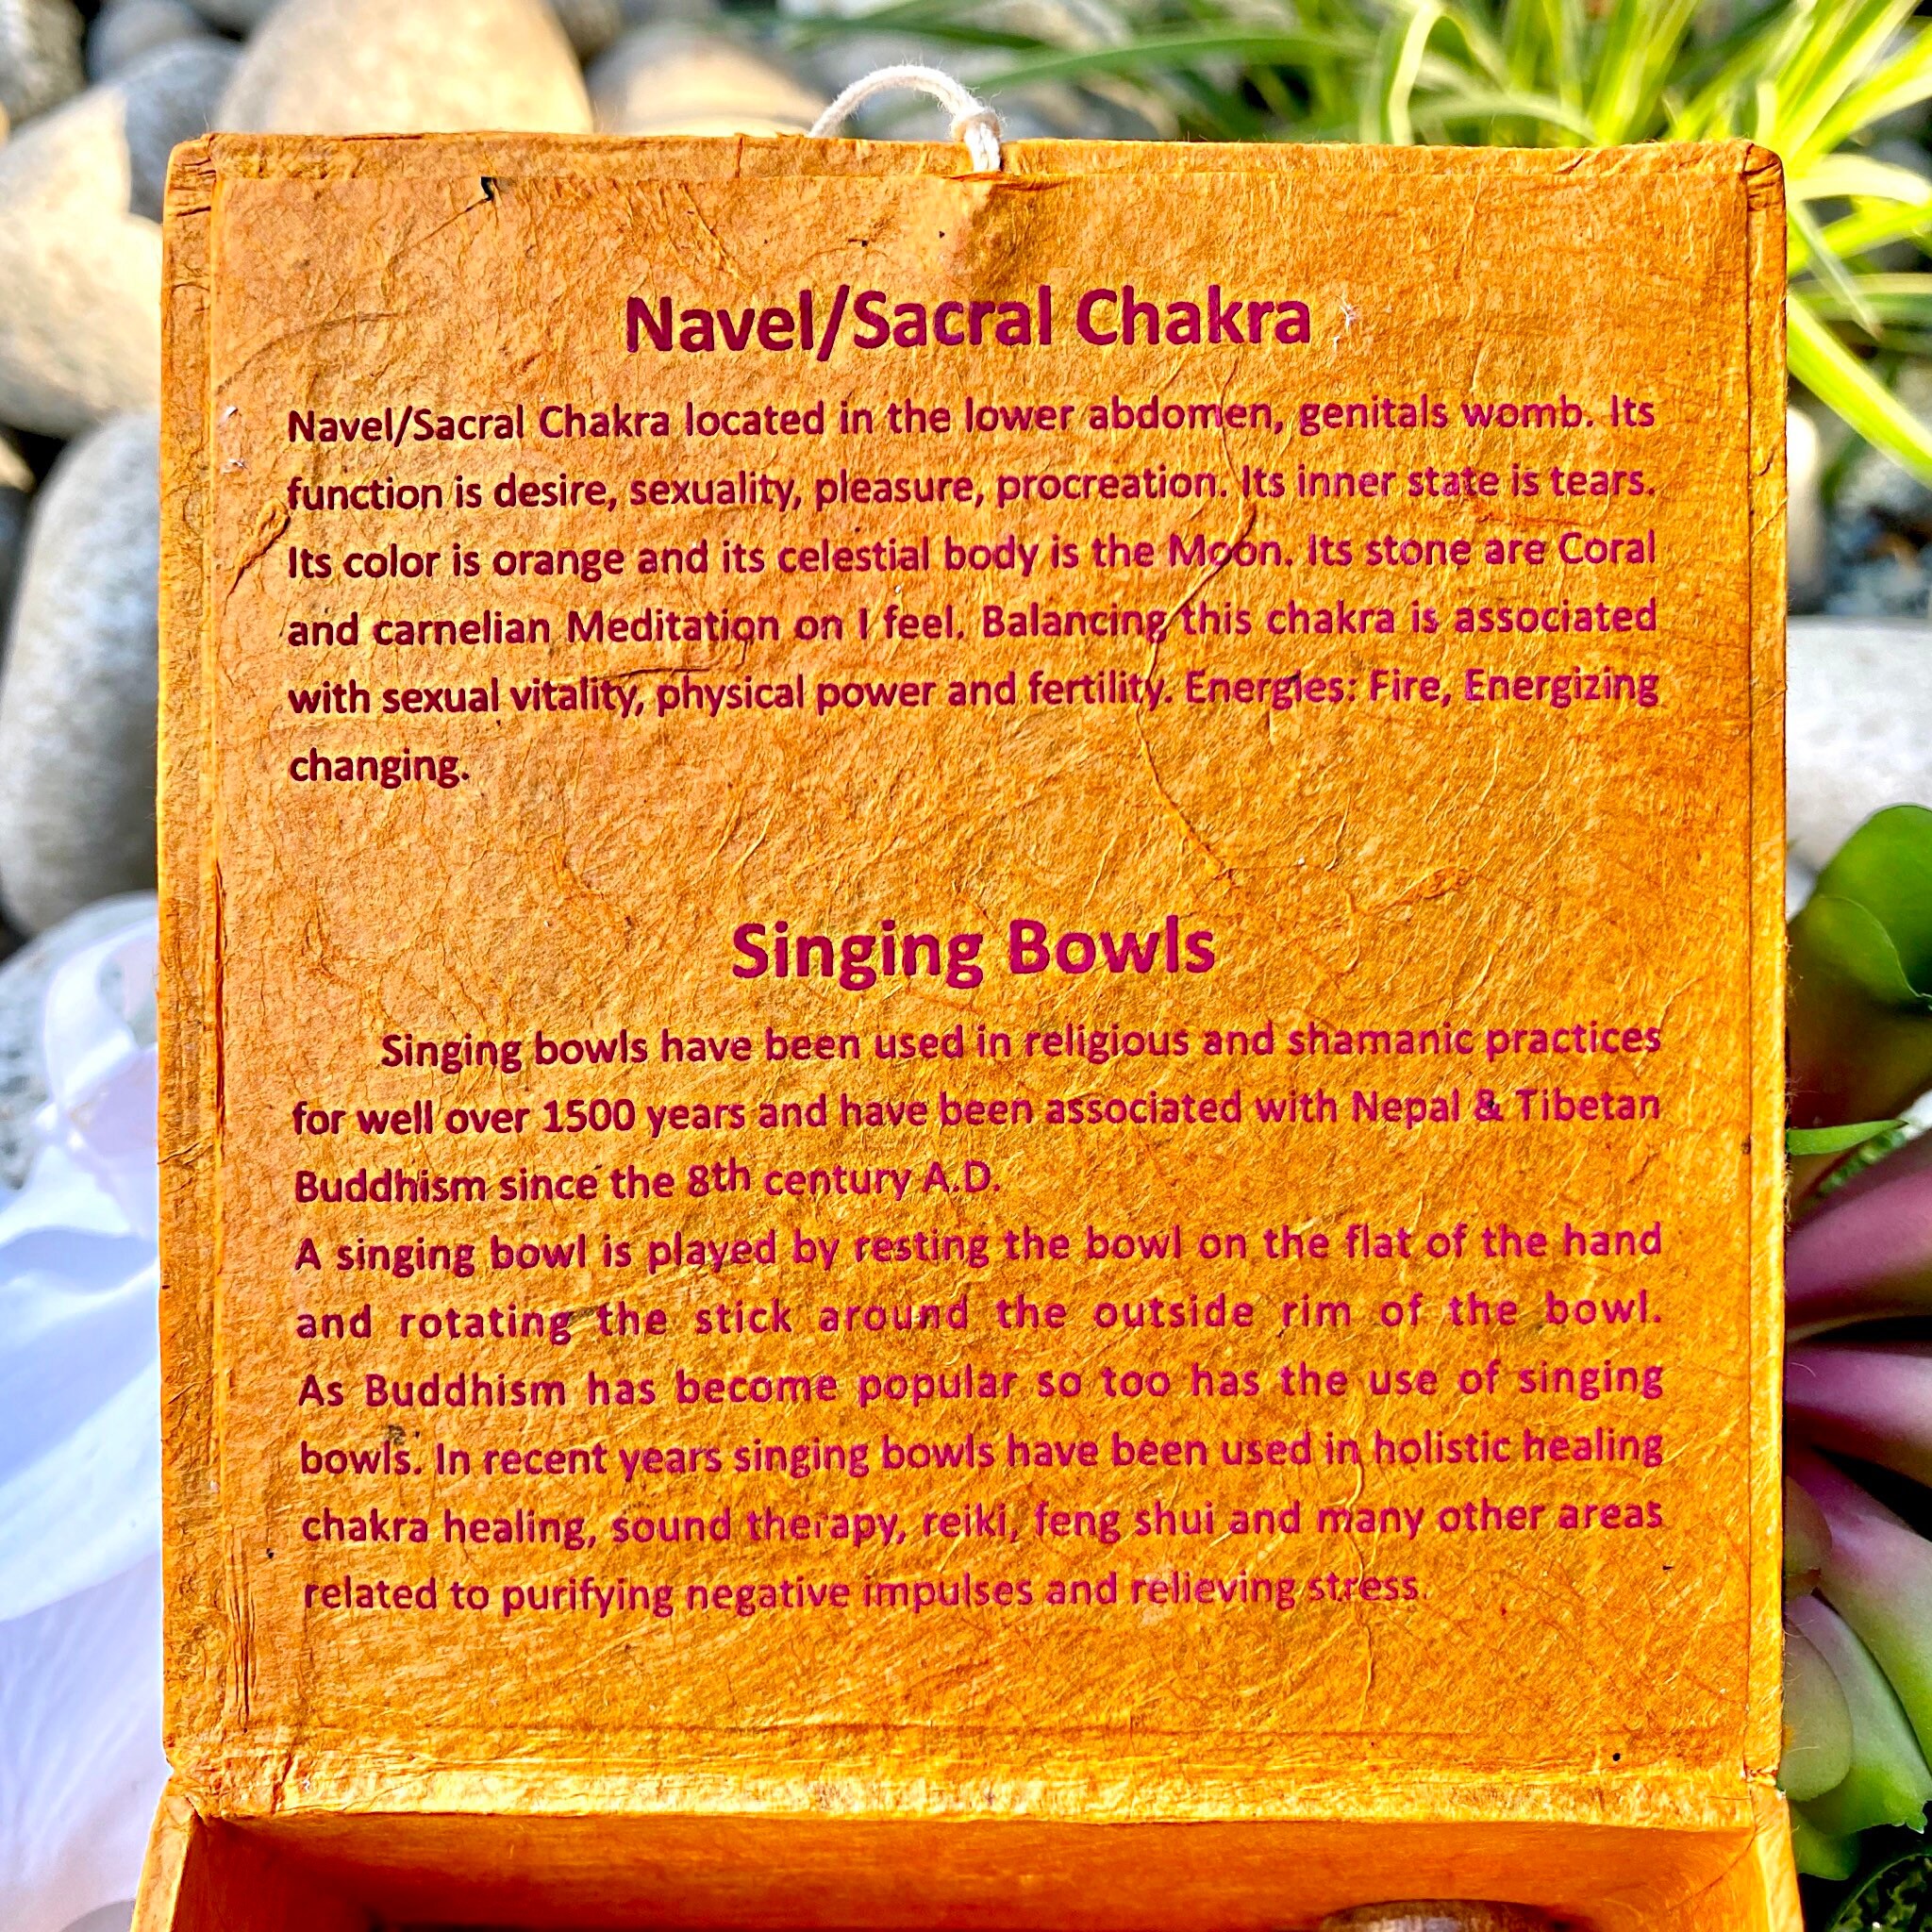 Navel/Sacral Chakra
Navel/Sacral Chakra located in the lower abdomen, genitals womb. Its
function is desire, sexuality, pleasure, procreation. Its inner state is tears.
Its color is orange and its celestial body is the Moon. Its stone are Coral
and carnelian Meditation on I feel. Balancing this chakra is associated
with sexual vitality, physical power and fertility. Energies: Fire, Energizing
changing.
Singing Bowls
Singing bowls have been used in religious and shamanic practices
for well over 1500 years and have been associated with Nepal & Tibetan
Buddhism since the 8th century A.D.
A singing bowl is played by resting the bowl on the flat of the hand
and rotating the stick around the outside rim of the bowl.
As Buddhism has become popular so too has the use of singing
bowls. In recent years singing bowls have been used in holistic healing
chakra healing, sound therapy, reiki, feng shui and many other areas
related to purifying negative impulses and relieving stress.